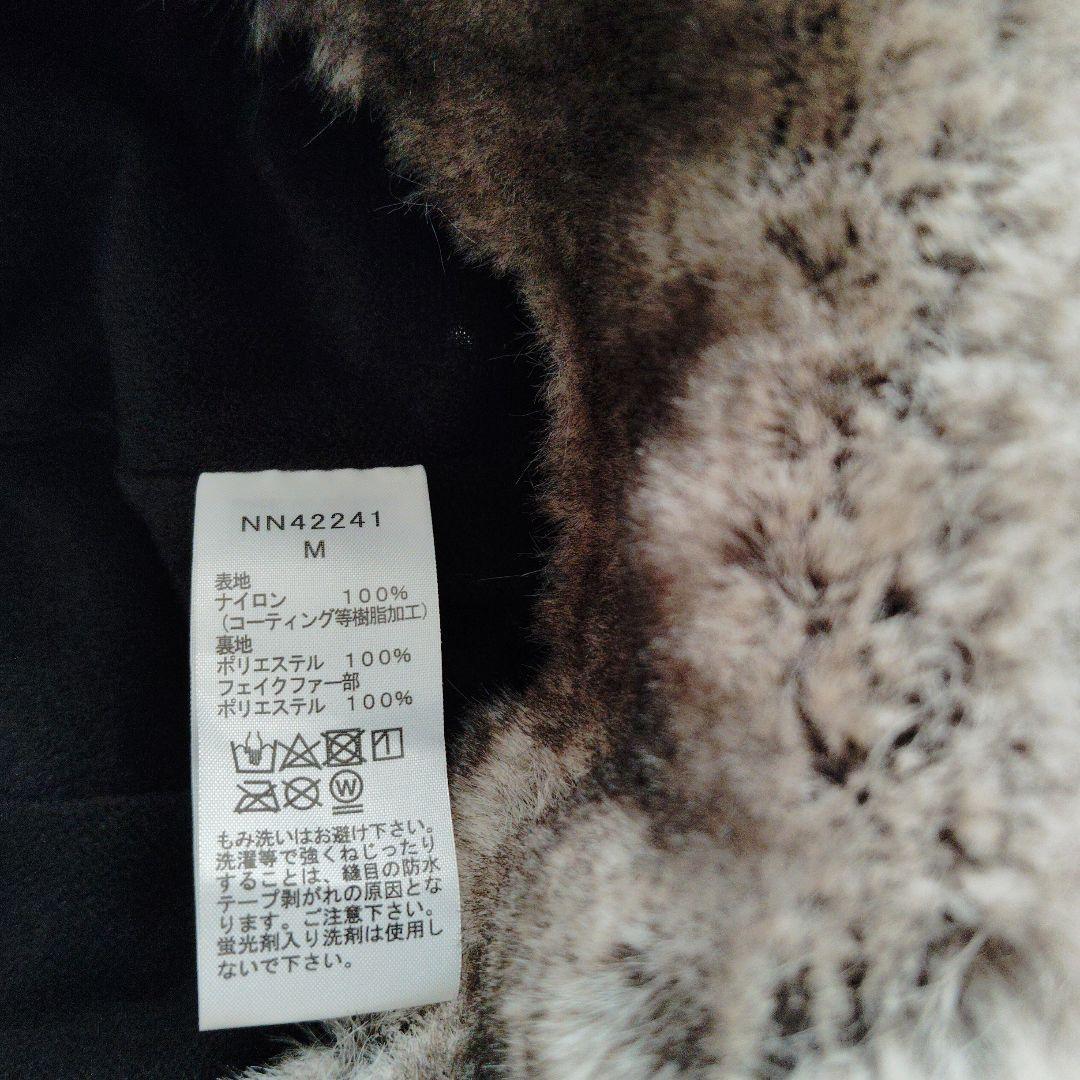 NN42241
M
表地
ナイロン 100%
(コーティング等樹脂加工)
裏地
ポリエステル 100%
フェイクファー部
ポリエステル 100%
W
もみ洗いはお避け下さい。
洗濯等で強くねじったり
することは、縫目の防水
テープ剥がれの原因とな
ります。ご注意下さい。
蛍光剤入り洗剤は使用し
ないで下さい。